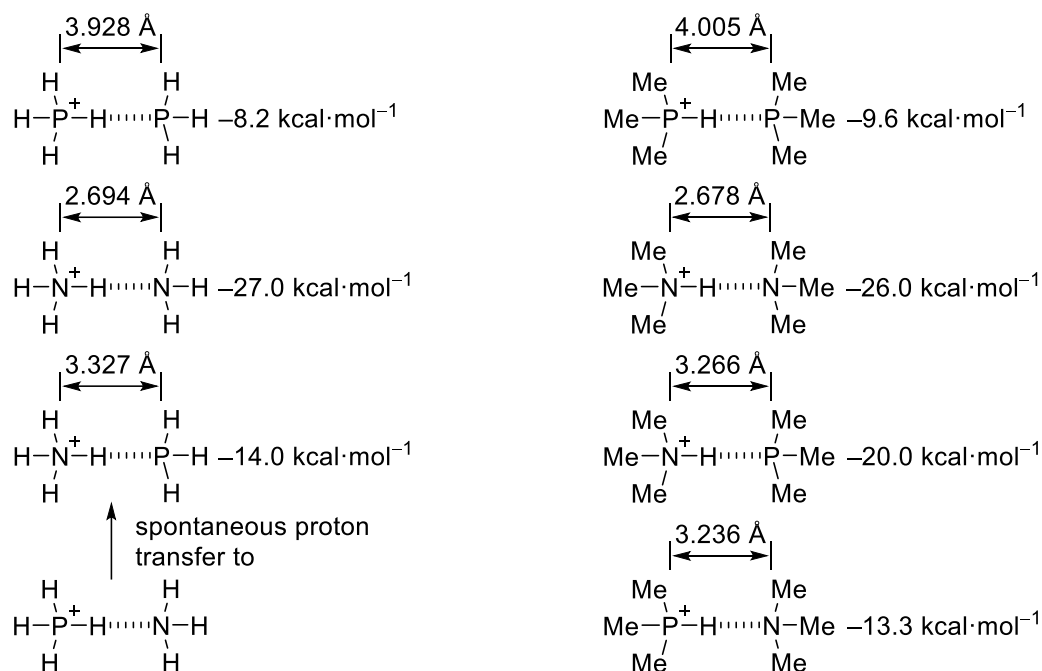 3.928 Å
H
H–P⁺–H H
P–H –8.2 kcal·mol⁻¹
H H
4.005 Å
Me Me
Me–P⁺–H P–Me –9.6 kcal·mol⁻¹
Me Me
2.694 Å
H H
H–N⁺–H N–H –27.0 kcal·mol⁻¹
H H
2.678 Å
Me Me
Me–N⁺–H N–Me –26.0 kcal·mol⁻¹
Me Me
3.327 Å
H H
H–N⁺–H P–H –14.0 kcal·mol⁻¹
H H
3.266 Å
Me Me
Me–N⁺–H P–Me –20.0 kcal·mol⁻¹
Me Me
spontaneous proton
transfer to
H H
H–P⁺–H N–H
H H
3.236 Å
Me Me
Me–P⁺–H N–Me –13.3 kcal·mol⁻¹
Me Me